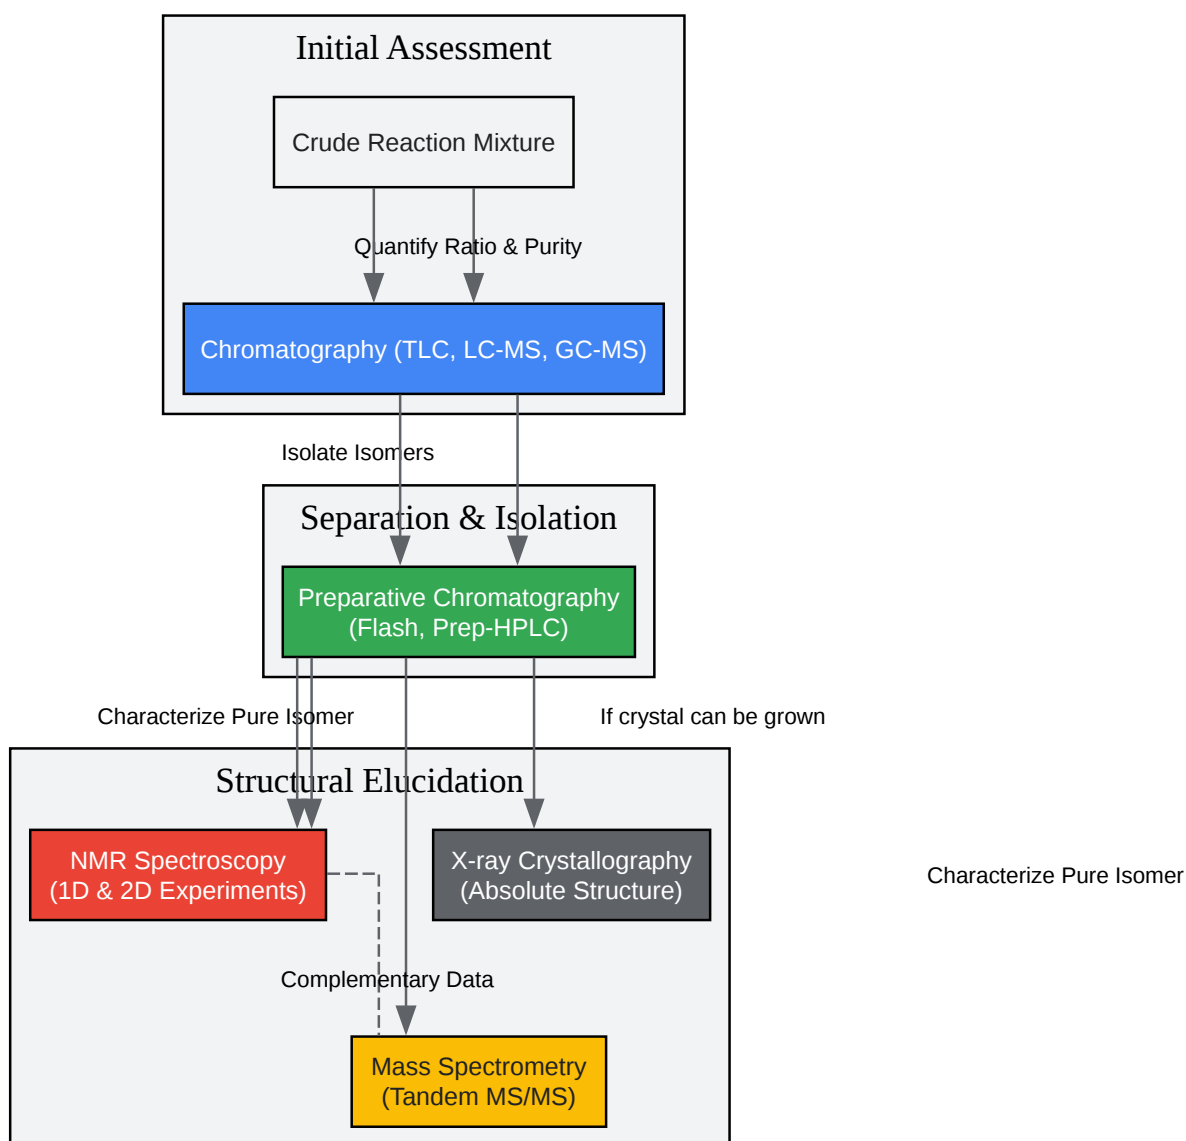 Initial Assessment
Crude Reaction Mixture
Quantify Ratio & Purity
Chromatography (TLC, LC-MS, GC-MS)
Isolate Isomers
Separation & Isolation
Preparative Chromatography
(Flash, Prep-HPLC)
Characterize Pure Isomer
If crystal can be grown
Structural Elucidation
NMR Spectroscopy
(1D & 2D Experiments)
X-ray Crystallography
(Absolute Structure)
Characterize Pure Isomer
Complementary Data
Mass Spectrometry
(Tandem MS/MS)